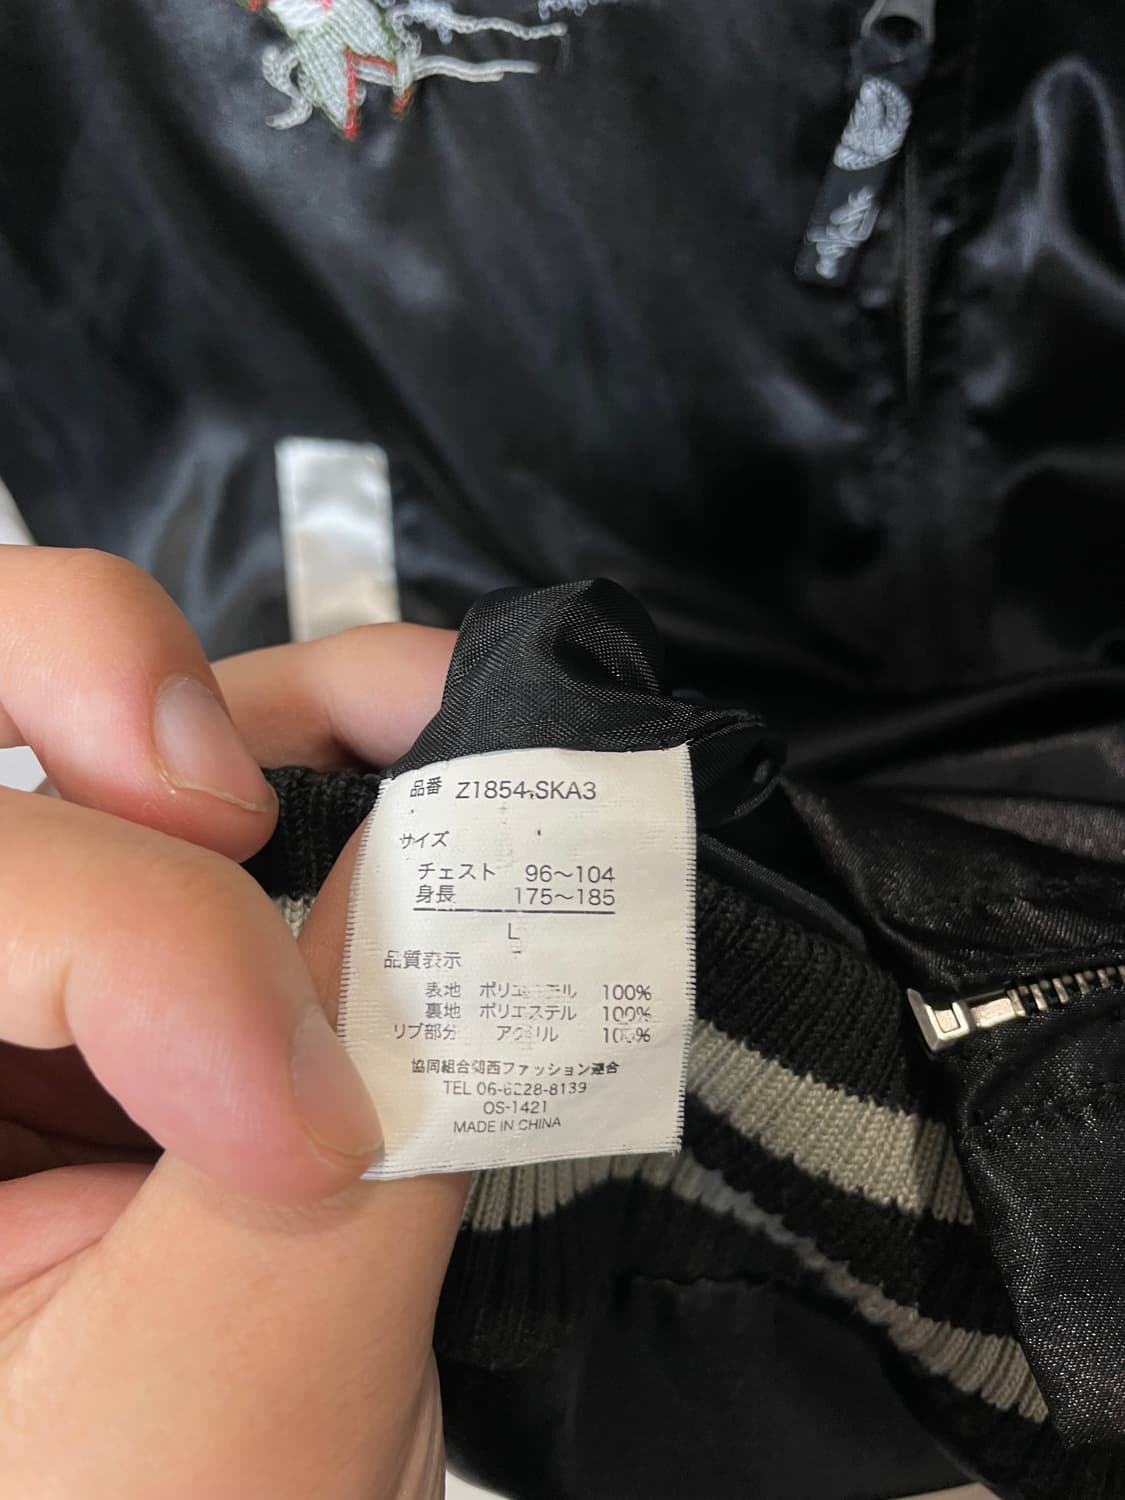 品番 Z1854-SKA3
サイズ
チェスト 96～104
身長 175～185
L
品質表示
表地 ポリエステル 100%
裏地 ポリエステル 100%
リブ部分 アクリル 100%
協同組合関西ファッション連合
TEL 06-6228-8139
OS-1421
MADE IN CHINA